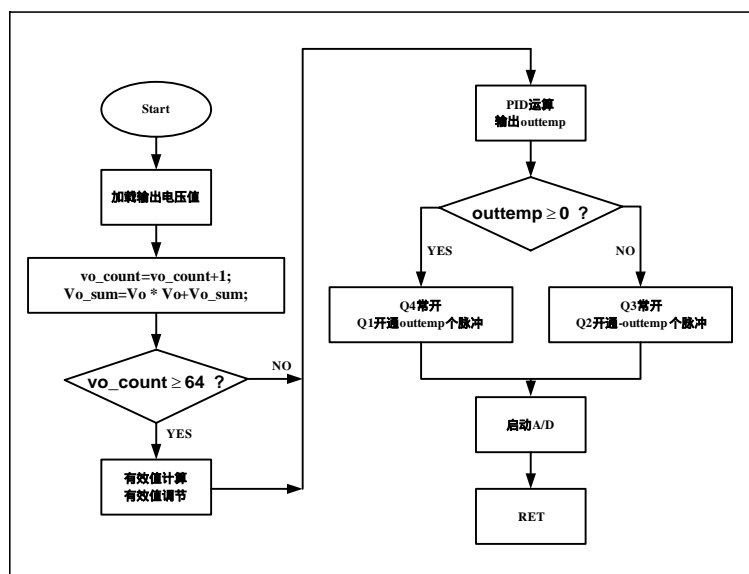 Start
加载输出电压值
vo_count=vo_count+1;
Vo_sum=Vo * Vo+Vo_sum;
vo_count ≥ 64 ?
NO
YES
有效值计算
有效值调节
PID运算
输出outtemp
outtemp ≥ 0 ?
YES
NO
Q4常开
Q1开通outtemp个脉冲
Q3常开
Q2开通-outtemp个脉冲
启动A/D
RET